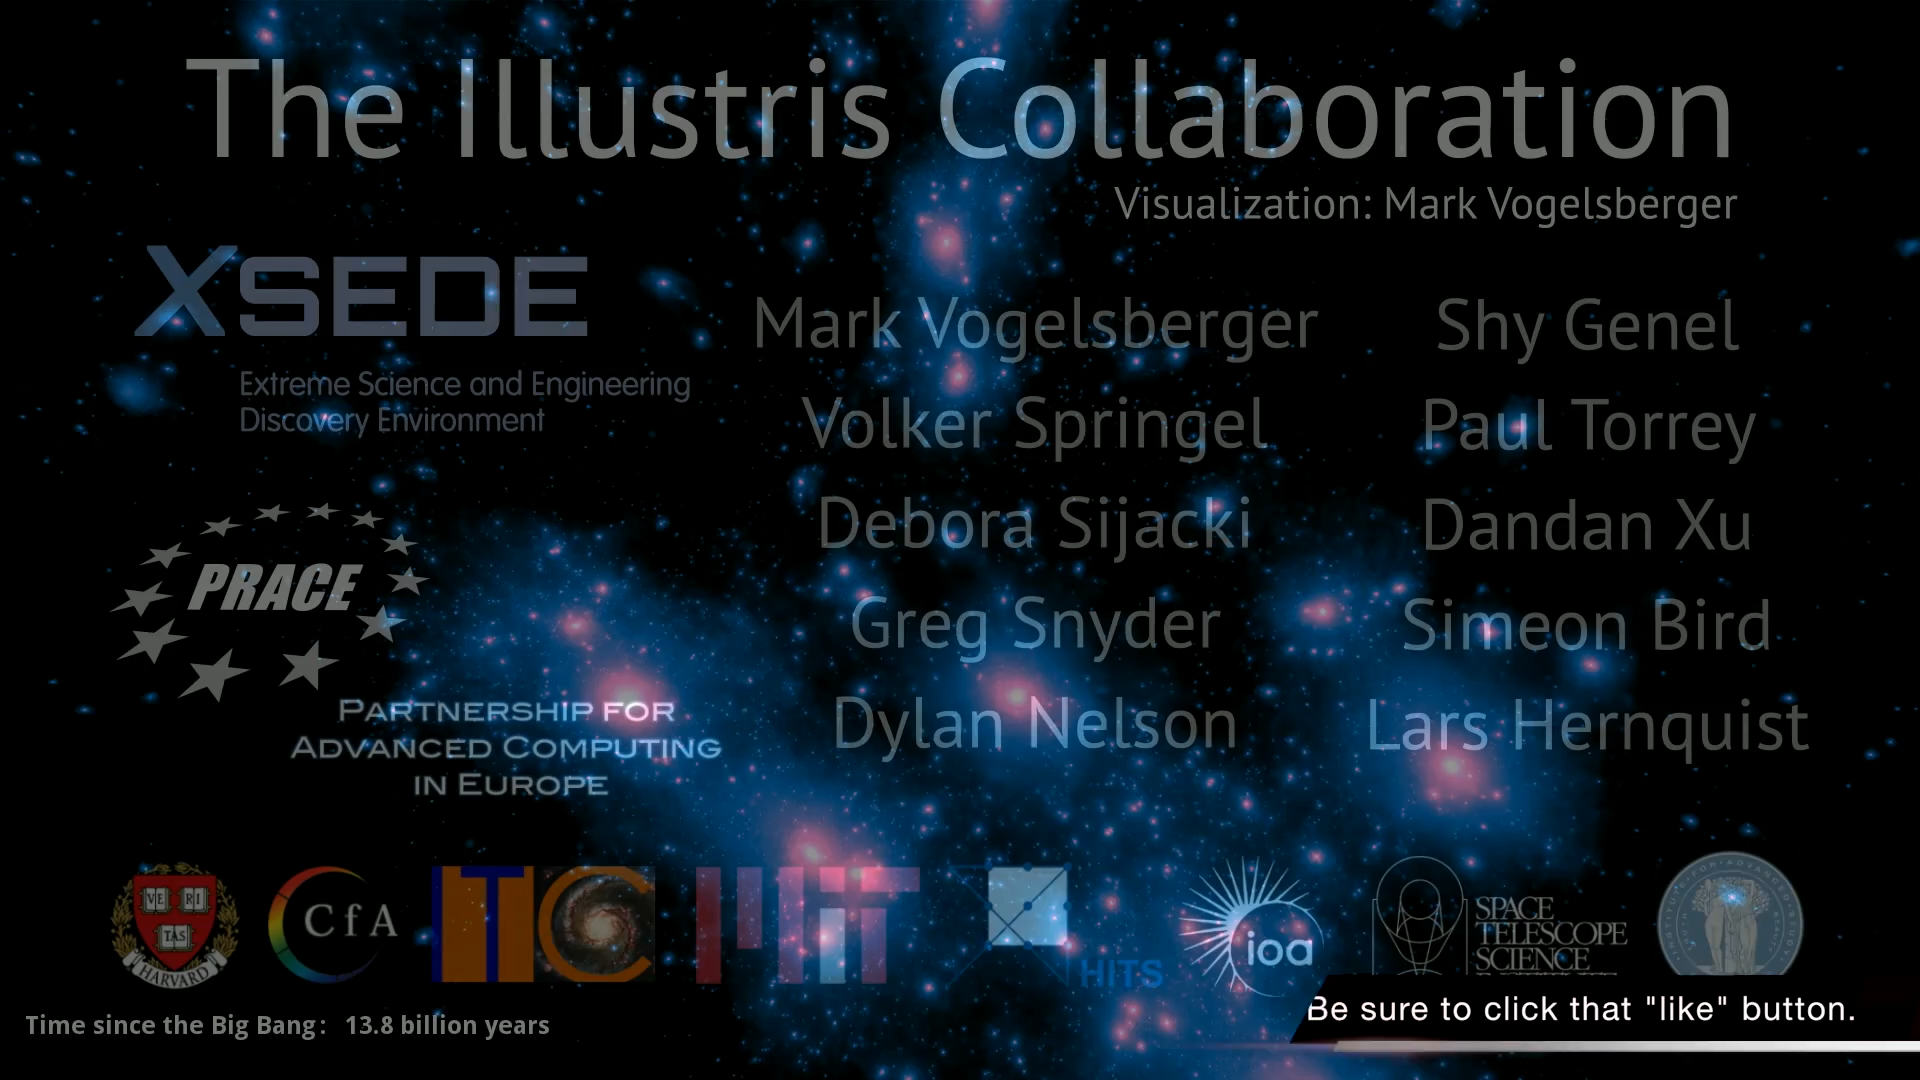 The Illustris Collaboration
Visualization: Mark Vogelsberger
XSEDE
Extreme Science and Engineering
Discovery Environment
Mark Vogelsberger
Shy Genel
Volker Springel
Paul Torrey
Debora Sijacki
Dandan Xu
Greg Snyder
Simeon Bird
Dylan Nelson
Lars Hernquist
PRACE
PARTNERSHIP FOR
ADVANCED COMPUTING
IN EUROPE
VE RI
TAS
HARVARD
CfA
ITC
MIT
HITS
ioa
SPACE
TELESCOPE
SCIENCE
Time since the Big Bang: 13.8 billion years
Be sure to click that "like" button.